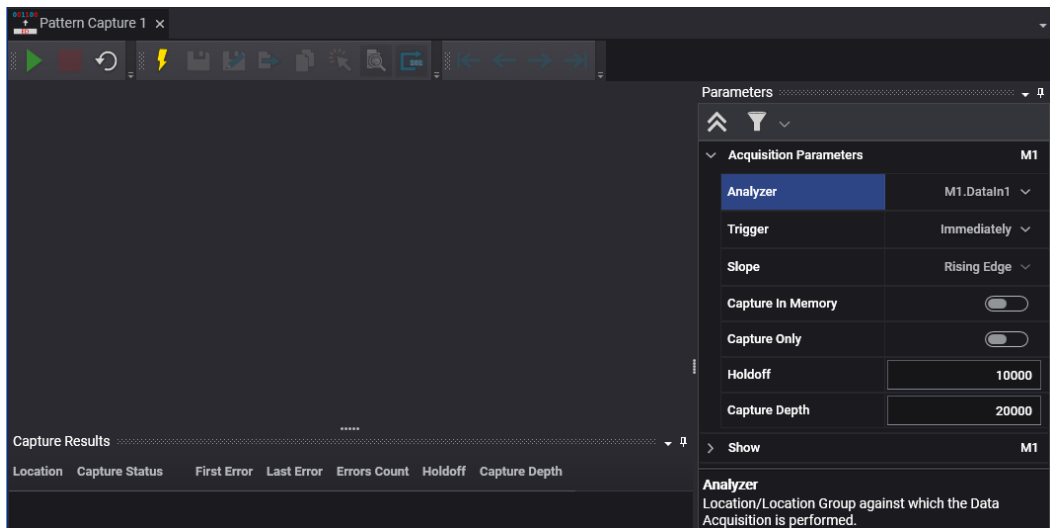 001100
Pattern Capture 1
Parameters
Acquisition Parameters M1
Analyzer M1.DataIn1
Trigger Immediately
Slope Rising Edge
Capture In Memory
Capture Only
Holdoff 10000
Capture Depth 20000
Show M1
Capture Results
Location Capture Status First Error Last Error Errors Count Holdoff Capture Depth
Analyzer
Location/Location Group against which the Data
Acquisition is performed.